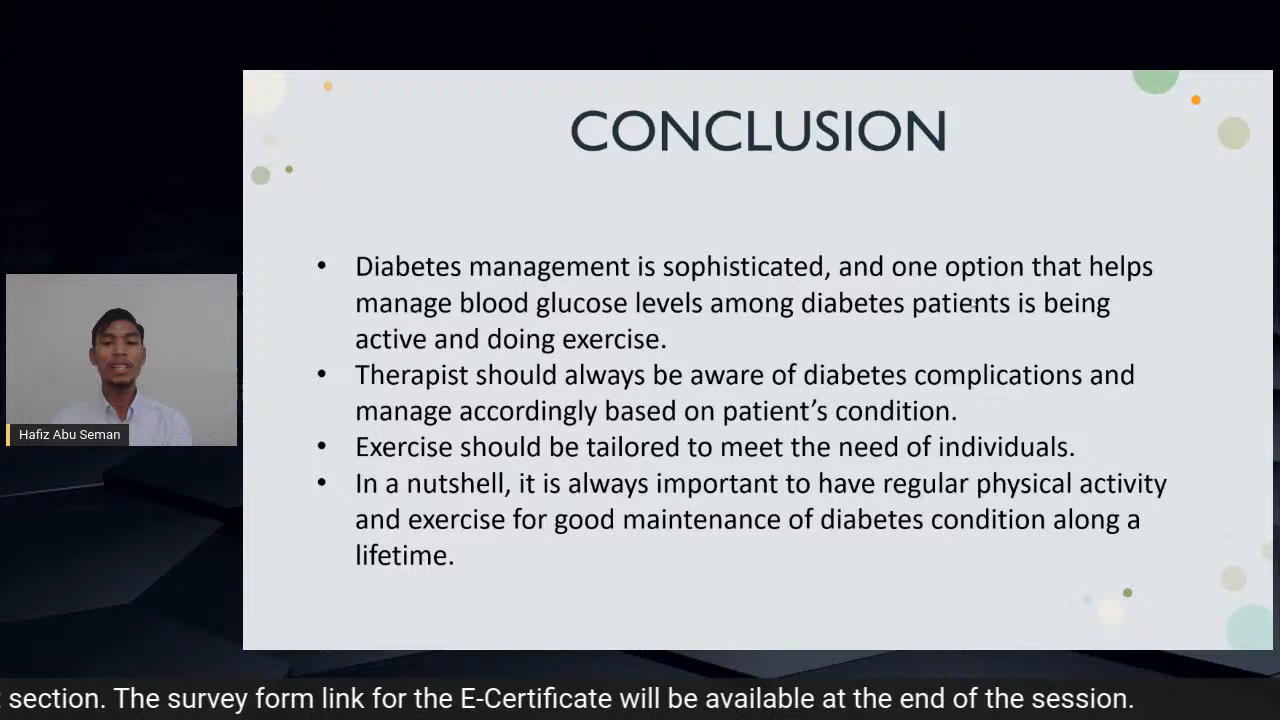 CONCLUSION
• Diabetes management is sophisticated, and one option that helps
manage blood glucose levels among diabetes patients is being
active and doing exercise.
• Therapist should always be aware of diabetes complications and
manage accordingly based on patient’s condition.
• Exercise should be tailored to meet the need of individuals.
• In a nutshell, it is always important to have regular physical activity
and exercise for good maintenance of diabetes condition along a
lifetime.
Hafiz Abu Seman
section. The survey form link for the E-Certificate will be available at the end of the session.